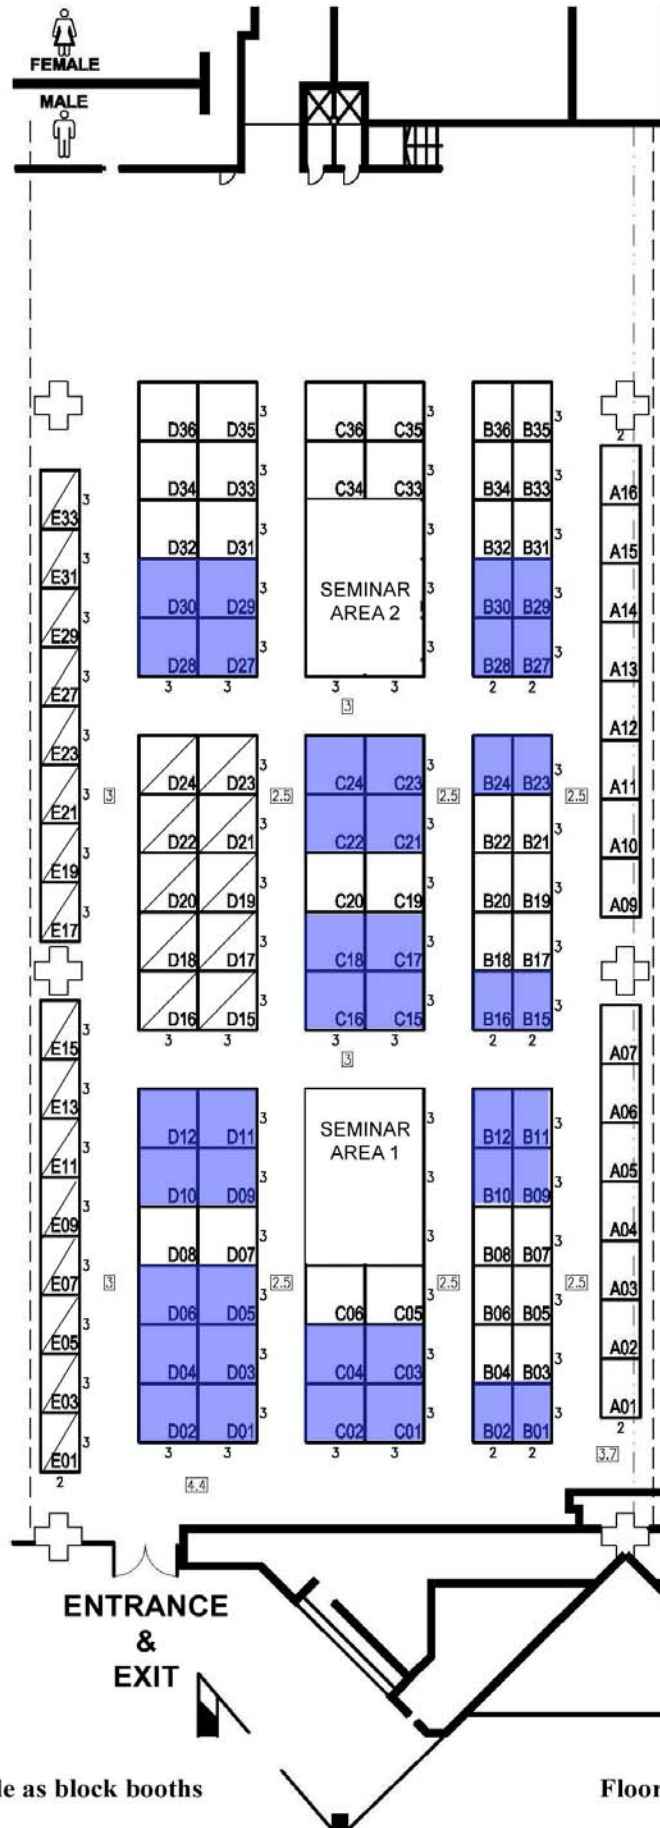 FEMALE
MALE
D36 D35 3 C36 C35 3 B36 B35 3
2
D34 D33 3 C34 C33 3 B34 B33 3 A16
E33 3
D32 D31 3 3 B32 B31 3 A15
E31 3
D30 D29 3 SEMINAR AREA 2 3 B30 B29 3 A14
E29 3
D28 D27 3 3 B28 B27 3 A13
E27 3
3 3 3 3 2 2
3
A12
E23 3
D24 D23 3 C24 C23 3 B24 B23 3 A11
3 2.5 2.5 2.5
E21 3
D22 D21 3 C22 C21 3 B22 B21 3 A10
E19 3
D20 D19 3 C20 C19 3 B20 B19 3 A09
E17 3
D18 D17 3 C18 C17 3 B18 B17 3
D16 D15 3 C16 C15 3 B16 B15 3
3 3 3 3 2 2
3
E15 3 A07
E13 3 A06
D12 D11 3 SEMINAR AREA 1 3 B12 B11 3
E11 3 A05
D10 D09 3 3 B10 B09 3
E09 3 A04
D08 D07 3 3 B08 B07 3
3 2.5 2.5 2.5
E07 3 A03
D06 D05 3 C06 C05 3 B06 B05 3
E05 3 A02
D04 D03 3 C04 C03 3 B04 B03 3
E03 3 A01
D02 D01 3 C02 C01 3 B02 B01 3
2
E01 3
3 3 3 3 2 2
3.7
2
4.4
ENTRANCE
&
EXIT
le as block booths Floor